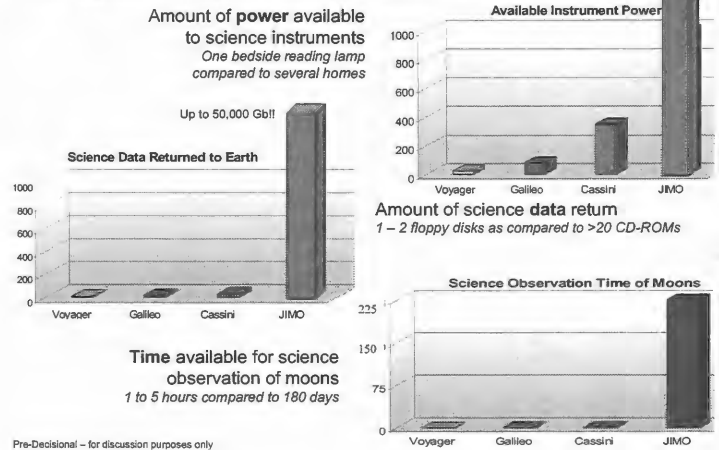 Amount of power available
to science instruments
One bedside reading lamp
compared to several homes
Available Instrument Power
1000
800
600
400
200
0
Voyager Galileo Cassini JIMO
Up to 50,000 Gb!!
Science Data Returned to Earth
1000
800
600
400
200
0
Voyager Galileo Cassini JIMO
Amount of science data return
1 – 2 floppy disks as compared to >20 CD-ROMs
Science Observation Time of Moons
225
150
75
0
Voyager Galileo Cassini JIMO
Time available for science
observation of moons
1 to 5 hours compared to 180 days
Pre-Decisional – for discussion purposes only